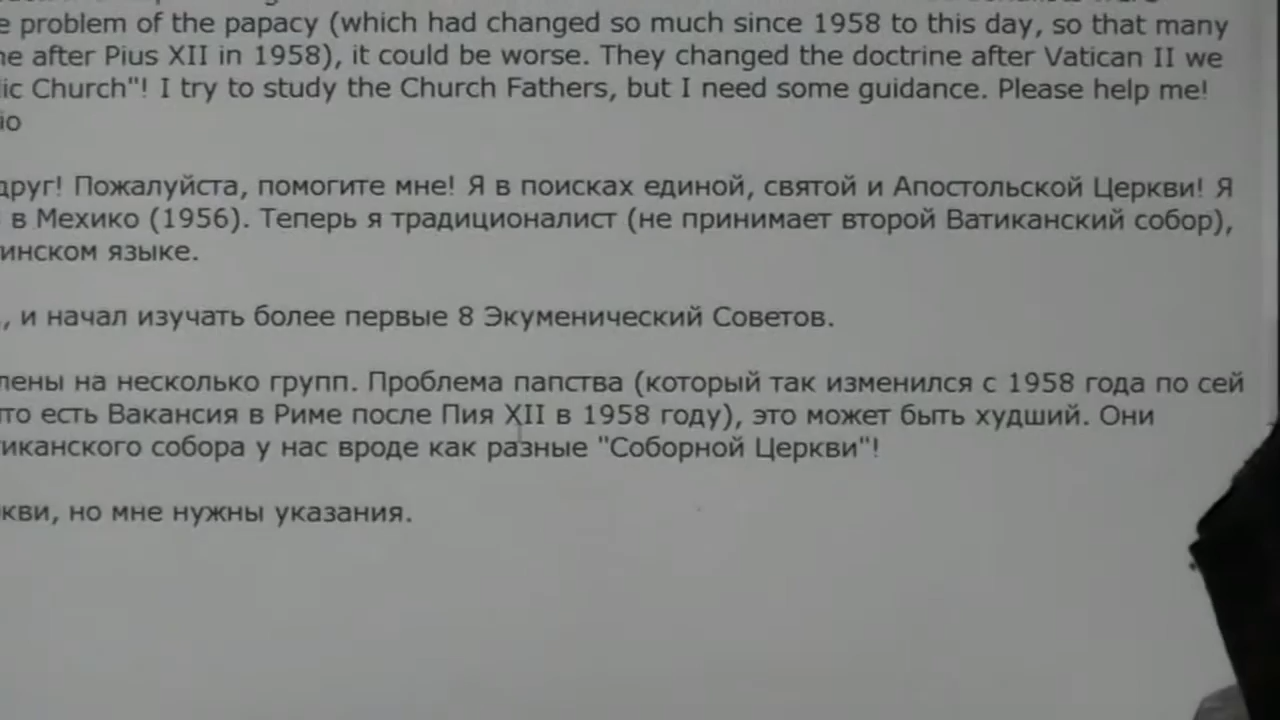 e problem of the papacy (which had changed so much since 1958 to this day, so that many
ne after Pius XII in 1958), it could be worse. They changed the doctrine after Vatican II we
lic Church"! I try to study the Church Fathers, but I need some guidance. Please help me!
io
друг! Пожалуйста, помогите мне! Я в поисках единой, святой и Апостольской Церкви! Я
в Мехико (1956). Теперь я традиционалист (не принимает второй Ватиканский собор),
инском языке.
., и начал изучать более первые 8 Экуменический Советов.
лены на несколько групп. Проблема папства (который так изменился с 1958 года по сей
что есть Вакансия в Риме после Пия XII в 1958 году), это может быть худший. Они
иканского собора у нас вроде как разные "Соборной Церкви"!
кви, но мне нужны указания.